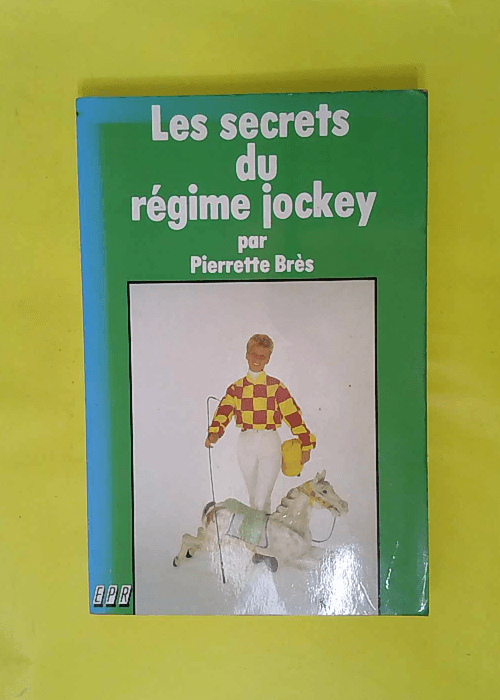 Les secrets
du
régime jockey
par
Pierrette Brès
EPR